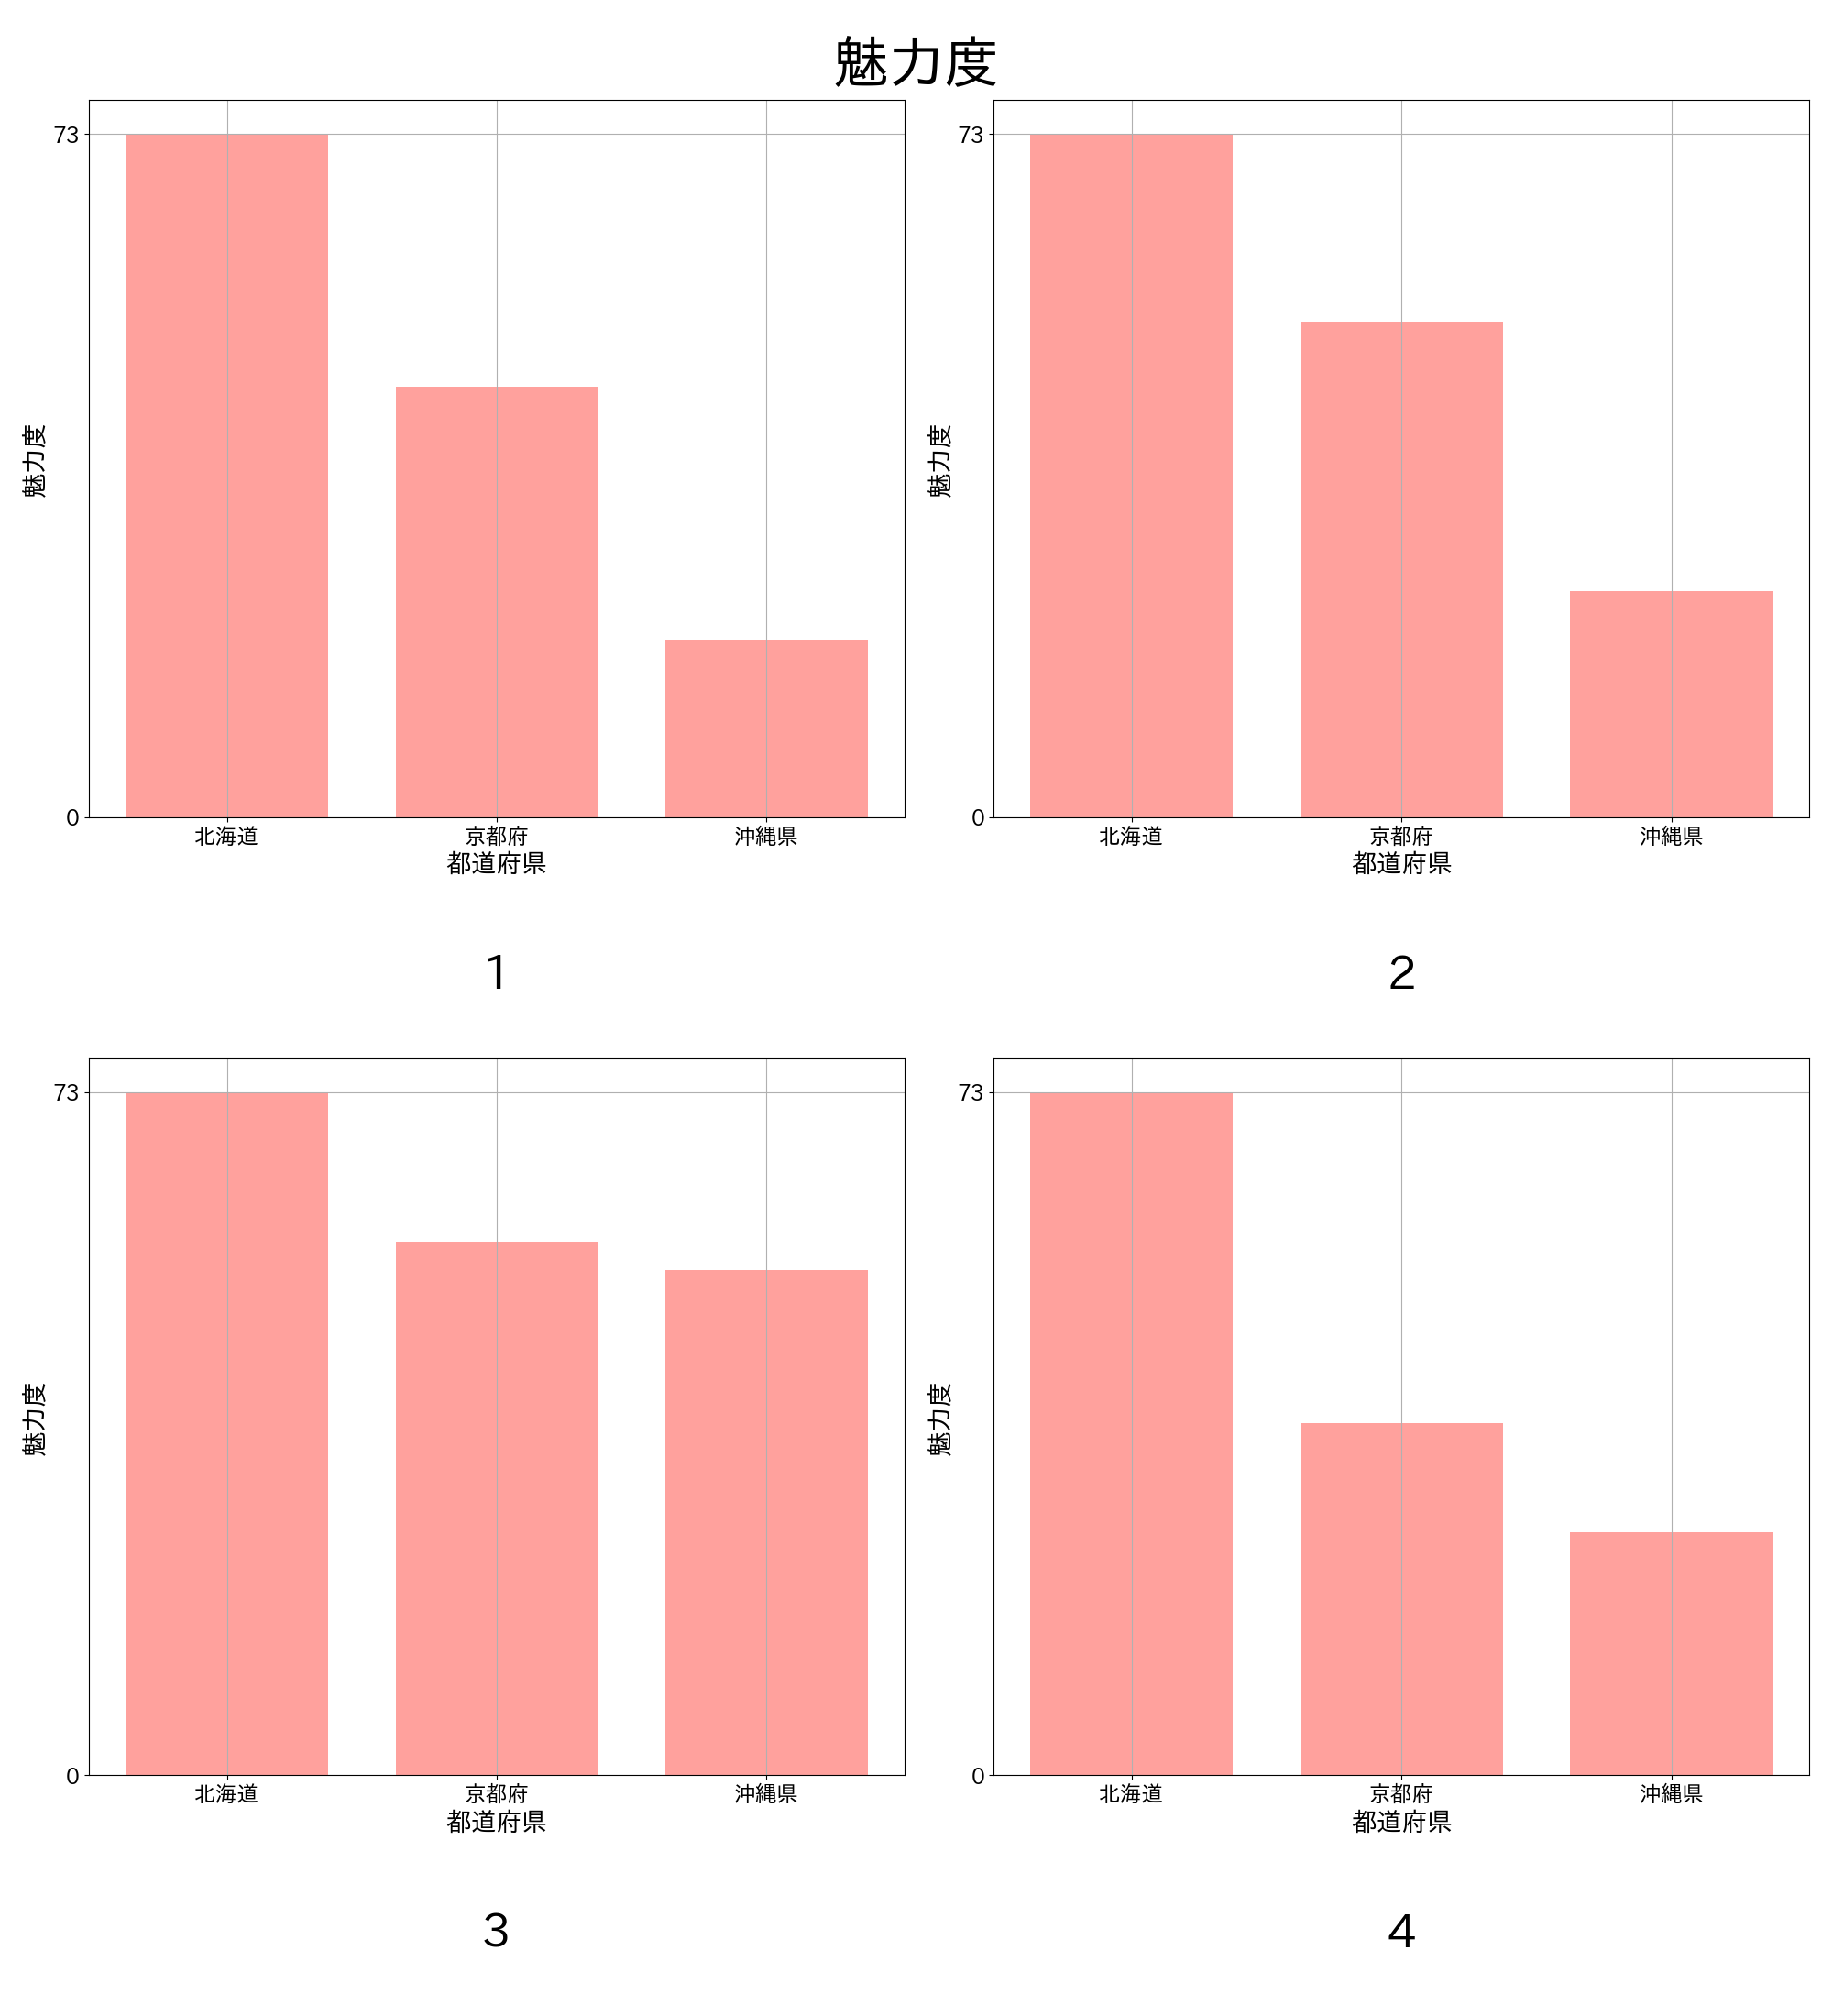 魅力度
73
魅力度
0
北海道 京都府 沖縄県
都道府県
1
73
魅力度
0
北海道 京都府 沖縄県
都道府県
2
73
魅力度
0
北海道 京都府 沖縄県
都道府県
3
73
魅力度
0
北海道 京都府 沖縄県
都道府県
4